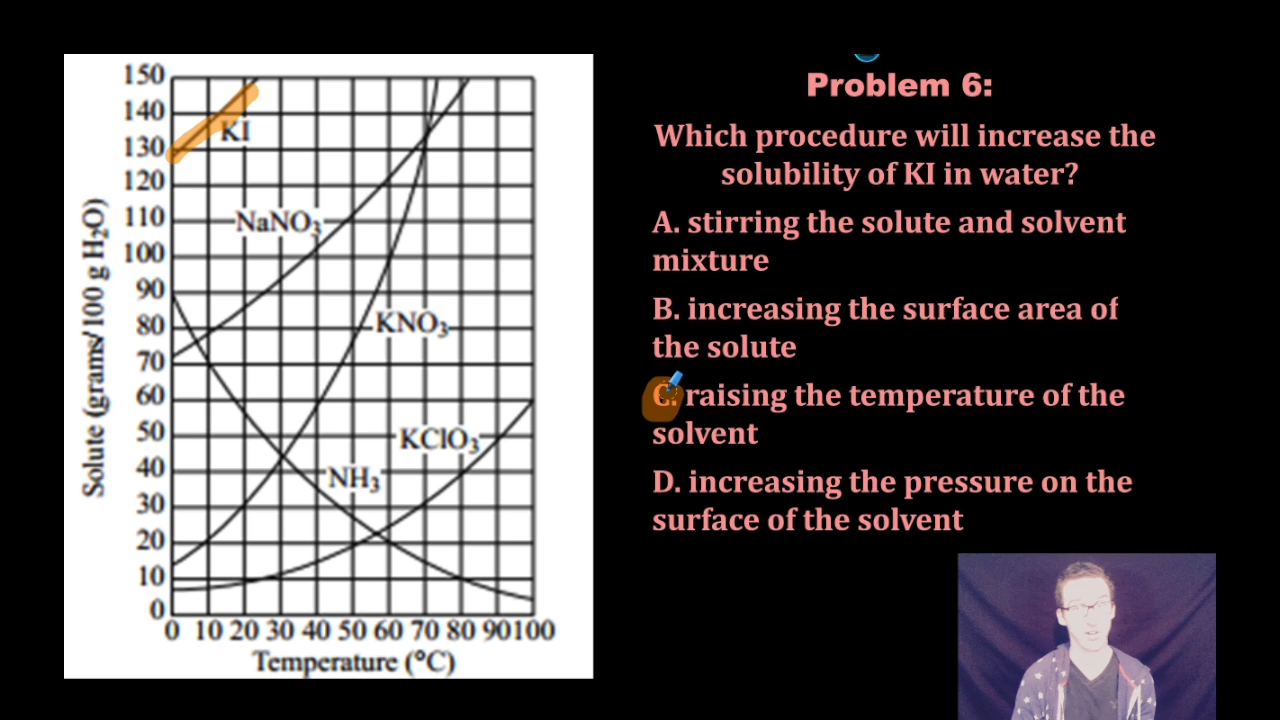 150
140
130
120
110
100
90
80
70
60
50
40
30
20
10
0
Solute (grams/100 g H₂O)
KI
NaNO₃
KNO₃
KClO₃
NH₃
0 10 20 30 40 50 60 70 80 90 100
Temperature (°C)
Problem 6:
Which procedure will increase the
solubility of KI in water?
A. stirring the solute and solvent
mixture
B. increasing the surface area of
the solute
C. raising the temperature of the
solvent
D. increasing the pressure on the
surface of the solvent